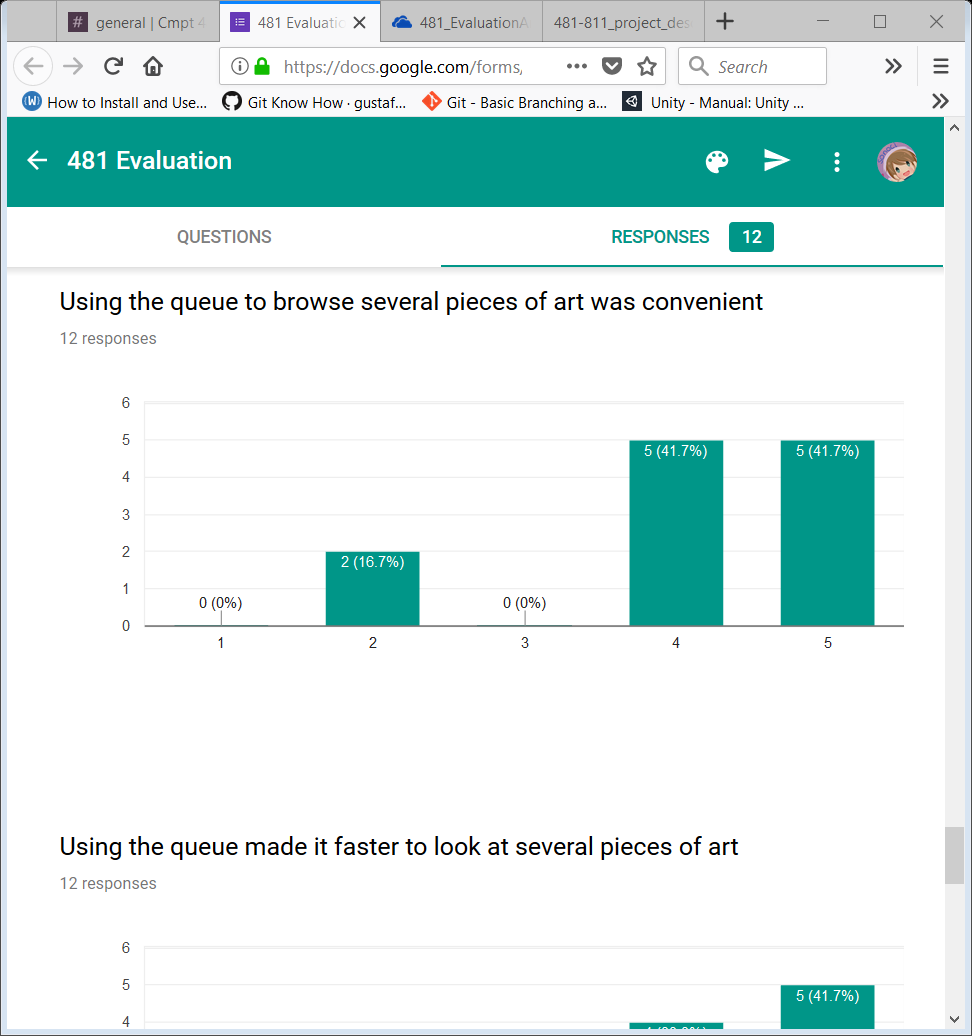 general | Cmpt 4
481 Evaluatio
481_EvaluationA
481-811_project_des
https://docs.google.com/forms,
Search
How to Install and Use...
Git Know How · gustaf...
Git - Basic Branching a...
Unity - Manual: Unity ...
481 Evaluation
QUESTIONS
RESPONSES 12
Using the queue to browse several pieces of art was convenient
12 responses
6
5
4
3
2
1
0
0 (0%)
2 (16.7%)
0 (0%)
5 (41.7%)
5 (41.7%)
1 2 3 4 5
Using the queue made it faster to look at several pieces of art
12 responses
6
5
4
5 (41.7%)